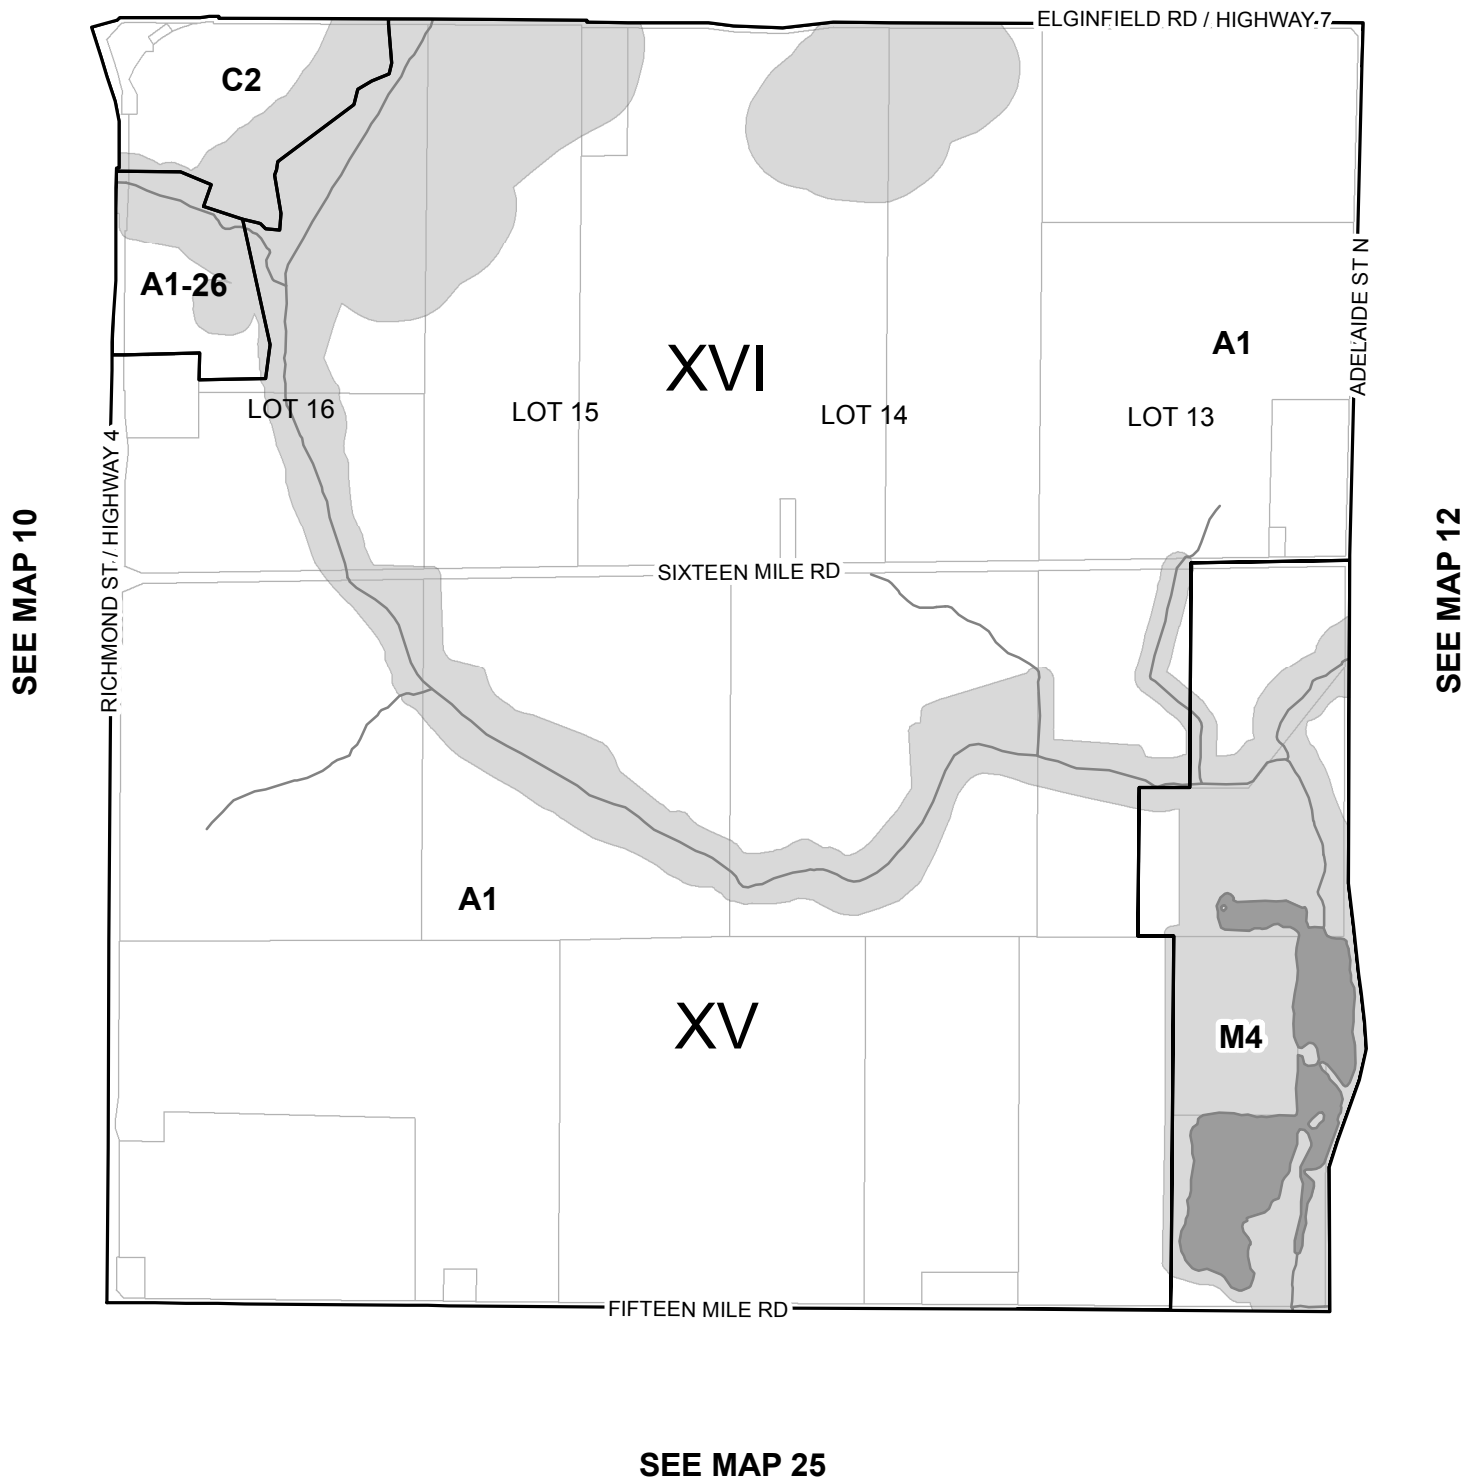 ELGINFIELD RD / HIGHWAY 7
C2
A1-26
ADELAIDE ST N
A1
XVI
LOT 16
LOT 15
LOT 14
LOT 13
RICHMOND ST / HIGHWAY 4
SEE MAP 10
SEE MAP 12
SIXTEEN MILE RD
A1
XV
M4
FIFTEEN MILE RD
SEE MAP 25